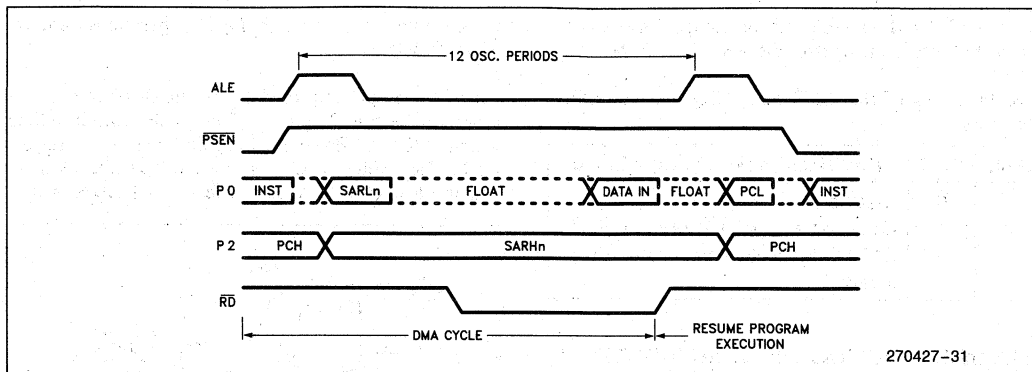 12 OSC. PERIODS
ALE
PSEN
P0 INST SARLn FLOAT DATA IN FLOAT PCL INST
P2 PCH SARHn PCH
RD
DMA CYCLE
RESUME PROGRAM
EXECUTION
270427-31